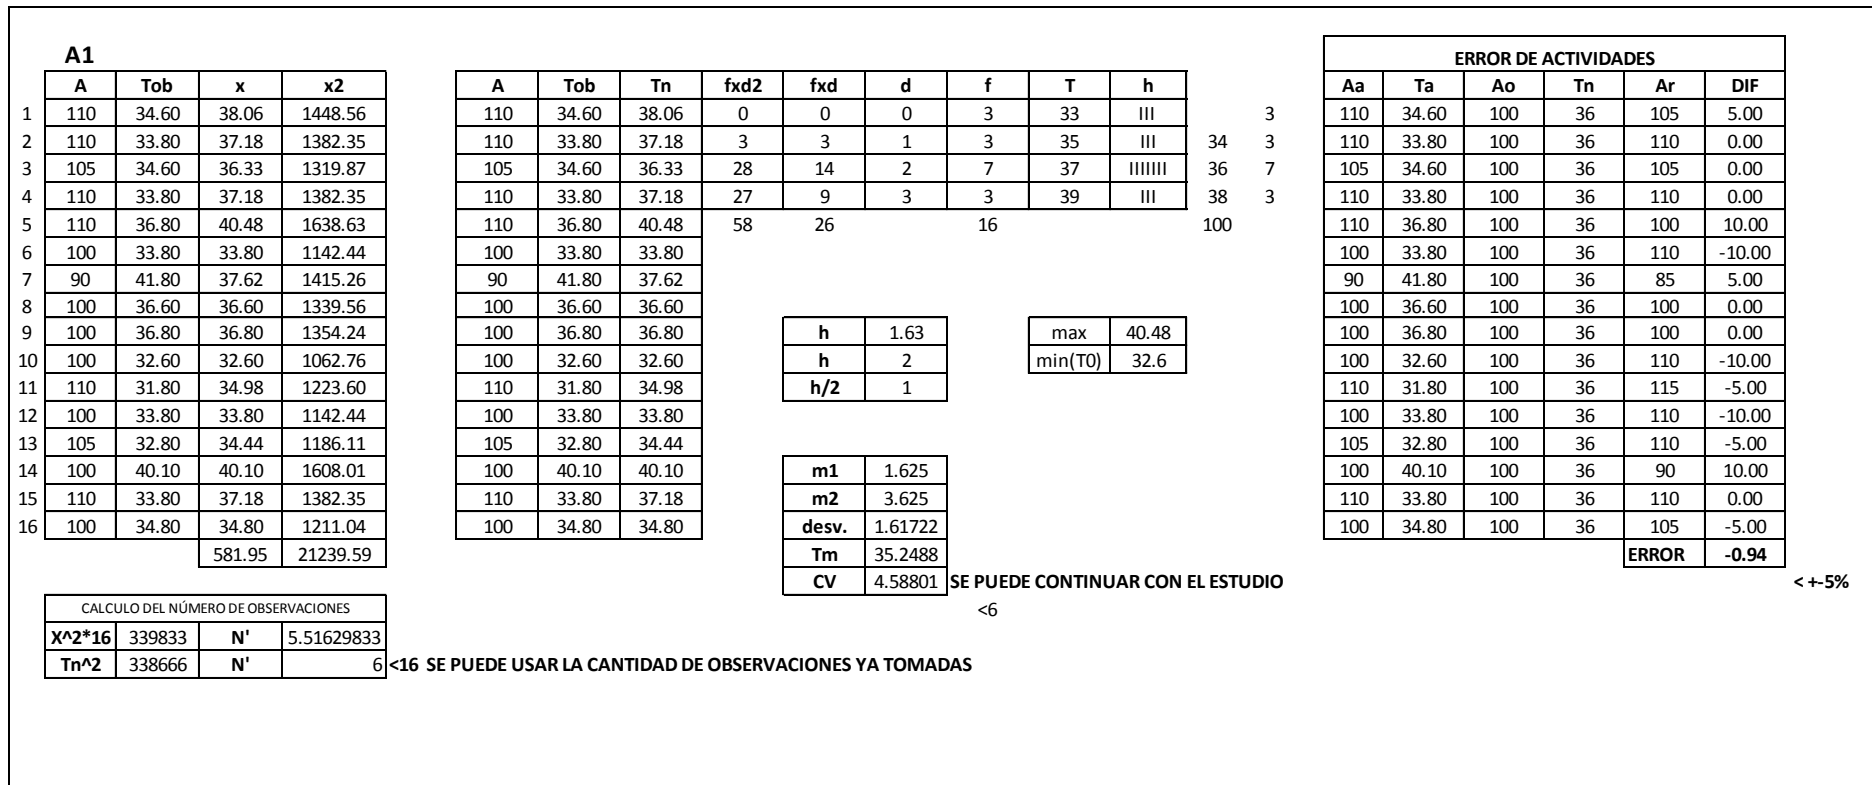 A1
ERROR DE ACTIVIDADES
A Tob x x2 A Tob Tn fxd2 fxd d f T h Aa Ta Ao Tn Ar DIF
1 110 34.60 38.06 1448.56 110 34.60 38.06 0 0 0 3 33 III 3 110 34.60 100 36 105 5.00
2 110 33.80 37.18 1382.35 110 33.80 37.18 3 3 1 3 35 III 34 3 110 33.80 100 36 110 0.00
3 105 34.60 36.33 1319.87 105 34.60 36.33 28 14 2 7 37 IIIIIII 36 7 105 34.60 100 36 105 0.00
4 110 33.80 37.18 1382.35 110 33.80 37.18 27 9 3 3 39 III 38 3 110 33.80 100 36 110 0.00
5 110 36.80 40.48 1638.63 110 36.80 40.48 58 26 16 100 110 36.80 100 36 100 10.00
6 100 33.80 33.80 1142.44 100 33.80 33.80 100 33.80 100 36 110 -10.00
7 90 41.80 37.62 1415.26 90 41.80 37.62 90 41.80 100 36 85 5.00
8 100 36.60 36.60 1339.56 100 36.60 36.60 100 36.60 100 36 100 0.00
9 100 36.80 36.80 1354.24 100 36.80 36.80 h 1.63 max 40.48 100 36.80 100 36 100 0.00
10 100 32.60 32.60 1062.76 100 32.60 32.60 h 2 min(T0) 32.6 100 32.60 100 36 110 -10.00
11 110 31.80 34.98 1223.60 110 31.80 34.98 h/2 1 110 31.80 100 36 115 -5.00
12 100 33.80 33.80 1142.44 100 33.80 33.80 100 33.80 100 36 110 -10.00
13 105 32.80 34.44 1186.11 105 32.80 34.44 105 32.80 100 36 110 -5.00
14 100 40.10 40.10 1608.01 100 40.10 40.10 m1 1.625 100 40.10 100 36 90 10.00
15 110 33.80 37.18 1382.35 110 33.80 37.18 m2 3.625 110 33.80 100 36 110 0.00
16 100 34.80 34.80 1211.04 100 34.80 34.80 desv. 1.61722 100 34.80 100 36 105 -5.00
581.95 21239.59 Tm 35.2488 ERROR -0.94
CV 4.58801 SE PUEDE CONTINUAR CON EL ESTUDIO < +-5%
CALCULO DEL NÚMERO DE OBSERVACIONES <6
X^2*16 339833 N' 5.51629833
Tn^2 338666 N' 6 <16 SE PUEDE USAR LA CANTIDAD DE OBSERVACIONES YA TOMADAS